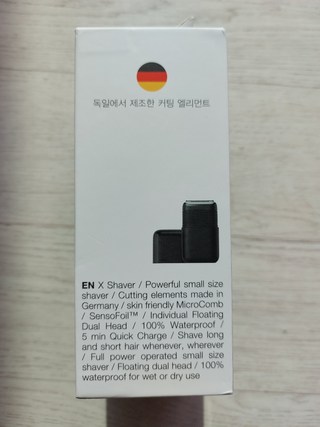 독일에서 제조한 커팅 엘리먼트
EN X Shaver / Powerful small size
shaver / Cutting elements made in
Germany / skin friendly MicroComb
/ SensoFoil™ / Individual Floating
Dual Head / 100% Waterproof /
5 min Quick Charge / Shave long
and short hair whenever, wherever
/ Full power operated small size
shaver / Floating dual head / 100%
waterproof for wet or dry use